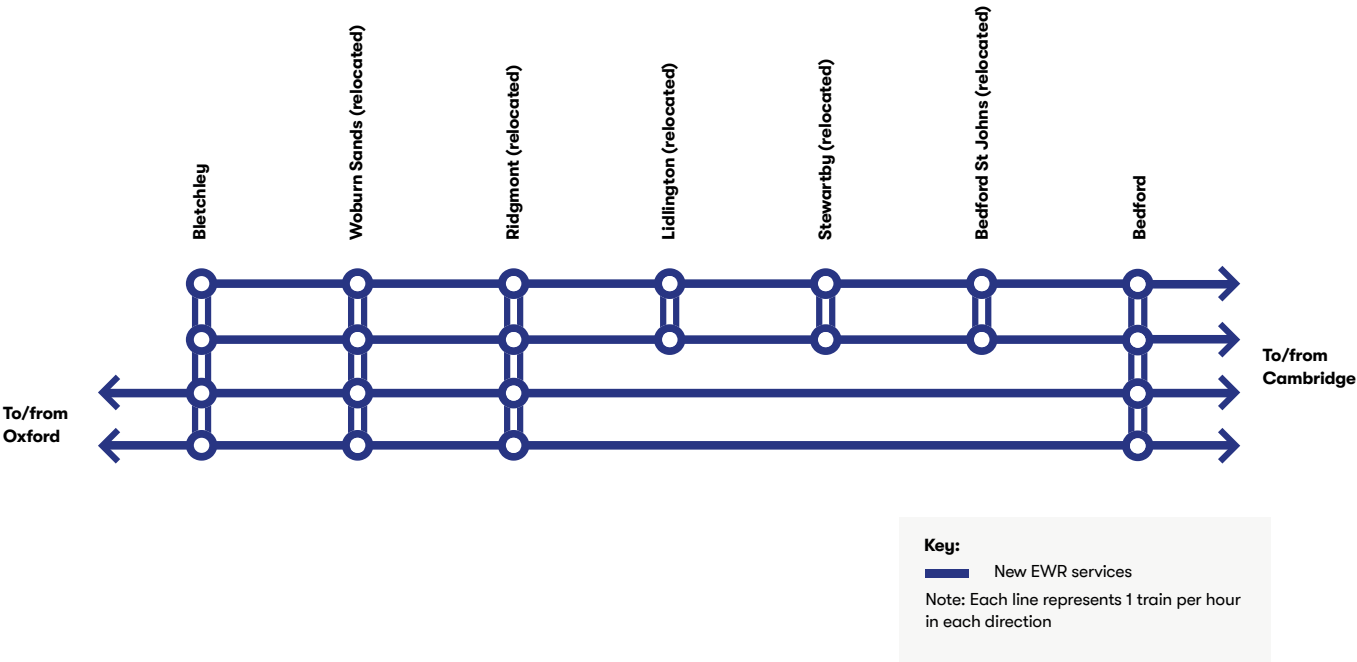 Bletchley
Woburn Sands (relocated)
Ridgmont (relocated)
Lidlington (relocated)
Stewartby (relocated)
Bedford St Johns (relocated)
Bedford
To/from
Cambridge
To/from
Oxford
Key:
New EWR services
Note: Each line represents 1 train per hour
in each direction